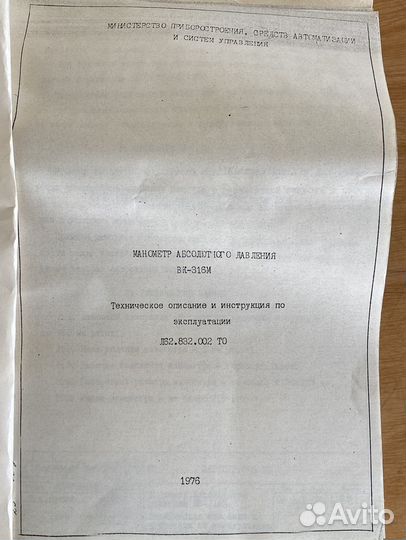 МИНИСТЕРСТВО ПРИБОРОСТРОЕНИЯ, СРЕДСТВ АВТОМАТИЗАЦИИ
И СИСТЕМ УПРАВЛЕНИЯ
МАНОМЕТР АБСОЛЮТНОГО ДАВЛЕНИЯ
ВК-316М
Техническое описание и инструкция по
эксплуатации
ЛБ2.832.002 ТО
1976
Avito